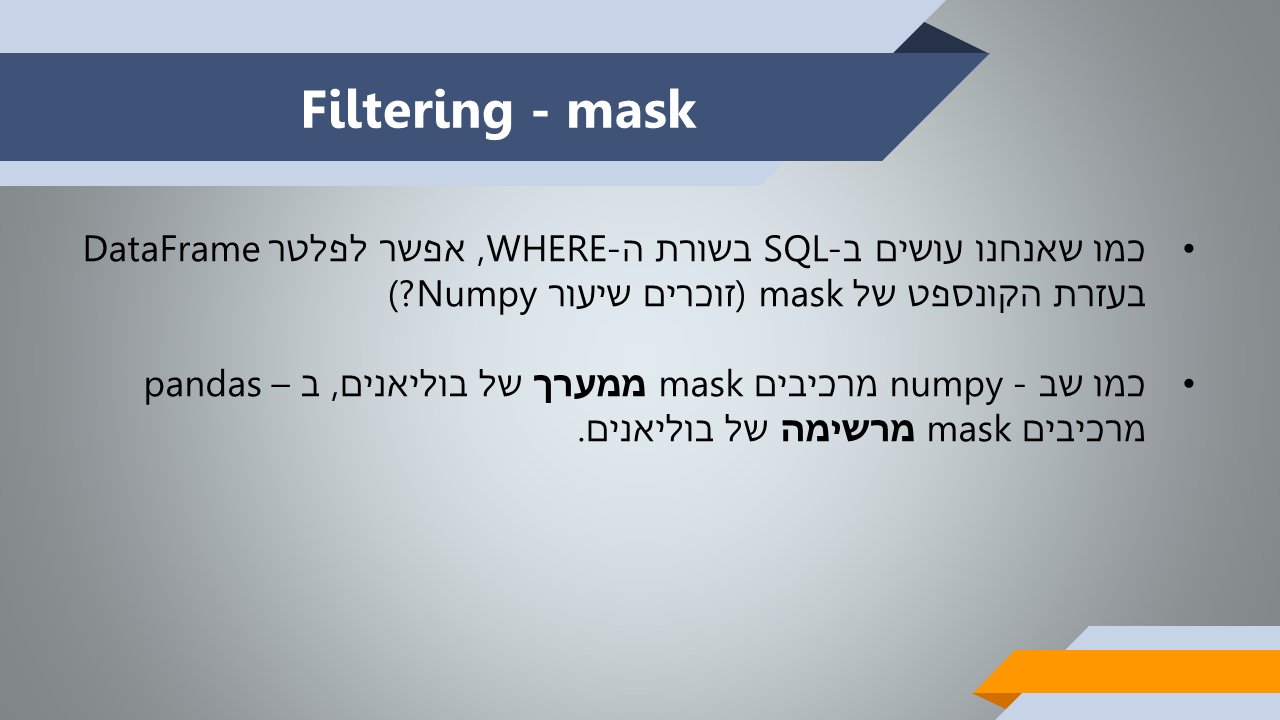 Filtering - mask
• כמו שאנחנו עושים ב-SQL בשורת ה-WHERE, אפשר לפלטר DataFrame
בעזרת הקונספט של mask (זוכרים שיעור Numpy?)
• כמו שב - numpy מרכיבים mask ממערך של בוליאנים, ב – pandas
מרכיבים mask מרשימה של בוליאנים.